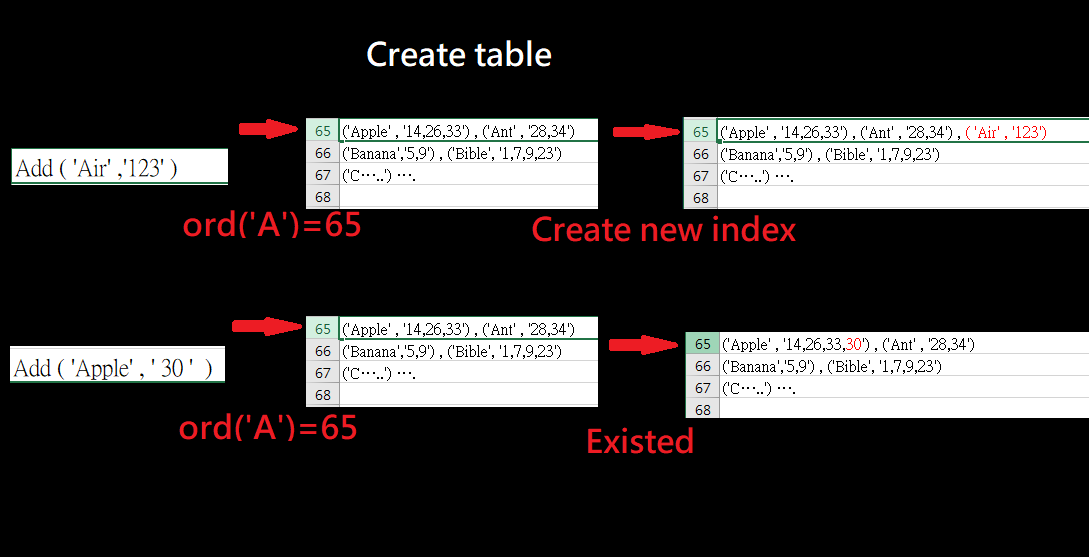 Create table
Add ( 'Air' ,'123' )
65 ('Apple' , '14,26,33') , ('Ant' , '28,34')
66 ('Banana','5,9') , ('Bible', '1,7,9,23')
67 ('C⋯..') ⋯.
68
65 ('Apple' , '14,26,33') , ('Ant' , '28,34') , ( 'Air' , '123')
66 ('Banana','5,9') , ('Bible', '1,7,9,23')
67 ('C⋯..') ⋯.
68
ord('A')=65
Create new index
Add ( 'Apple' , ' 30 ' )
65 ('Apple' , '14,26,33') , ('Ant' , '28,34')
66 ('Banana','5,9') , ('Bible', '1,7,9,23')
67 ('C⋯..') ⋯.
68
65 ('Apple' , '14,26,33,30') , ('Ant' , '28,34')
66 ('Banana','5,9') , ('Bible', '1,7,9,23')
67 ('C⋯..') ⋯.
68
ord('A')=65
Existed